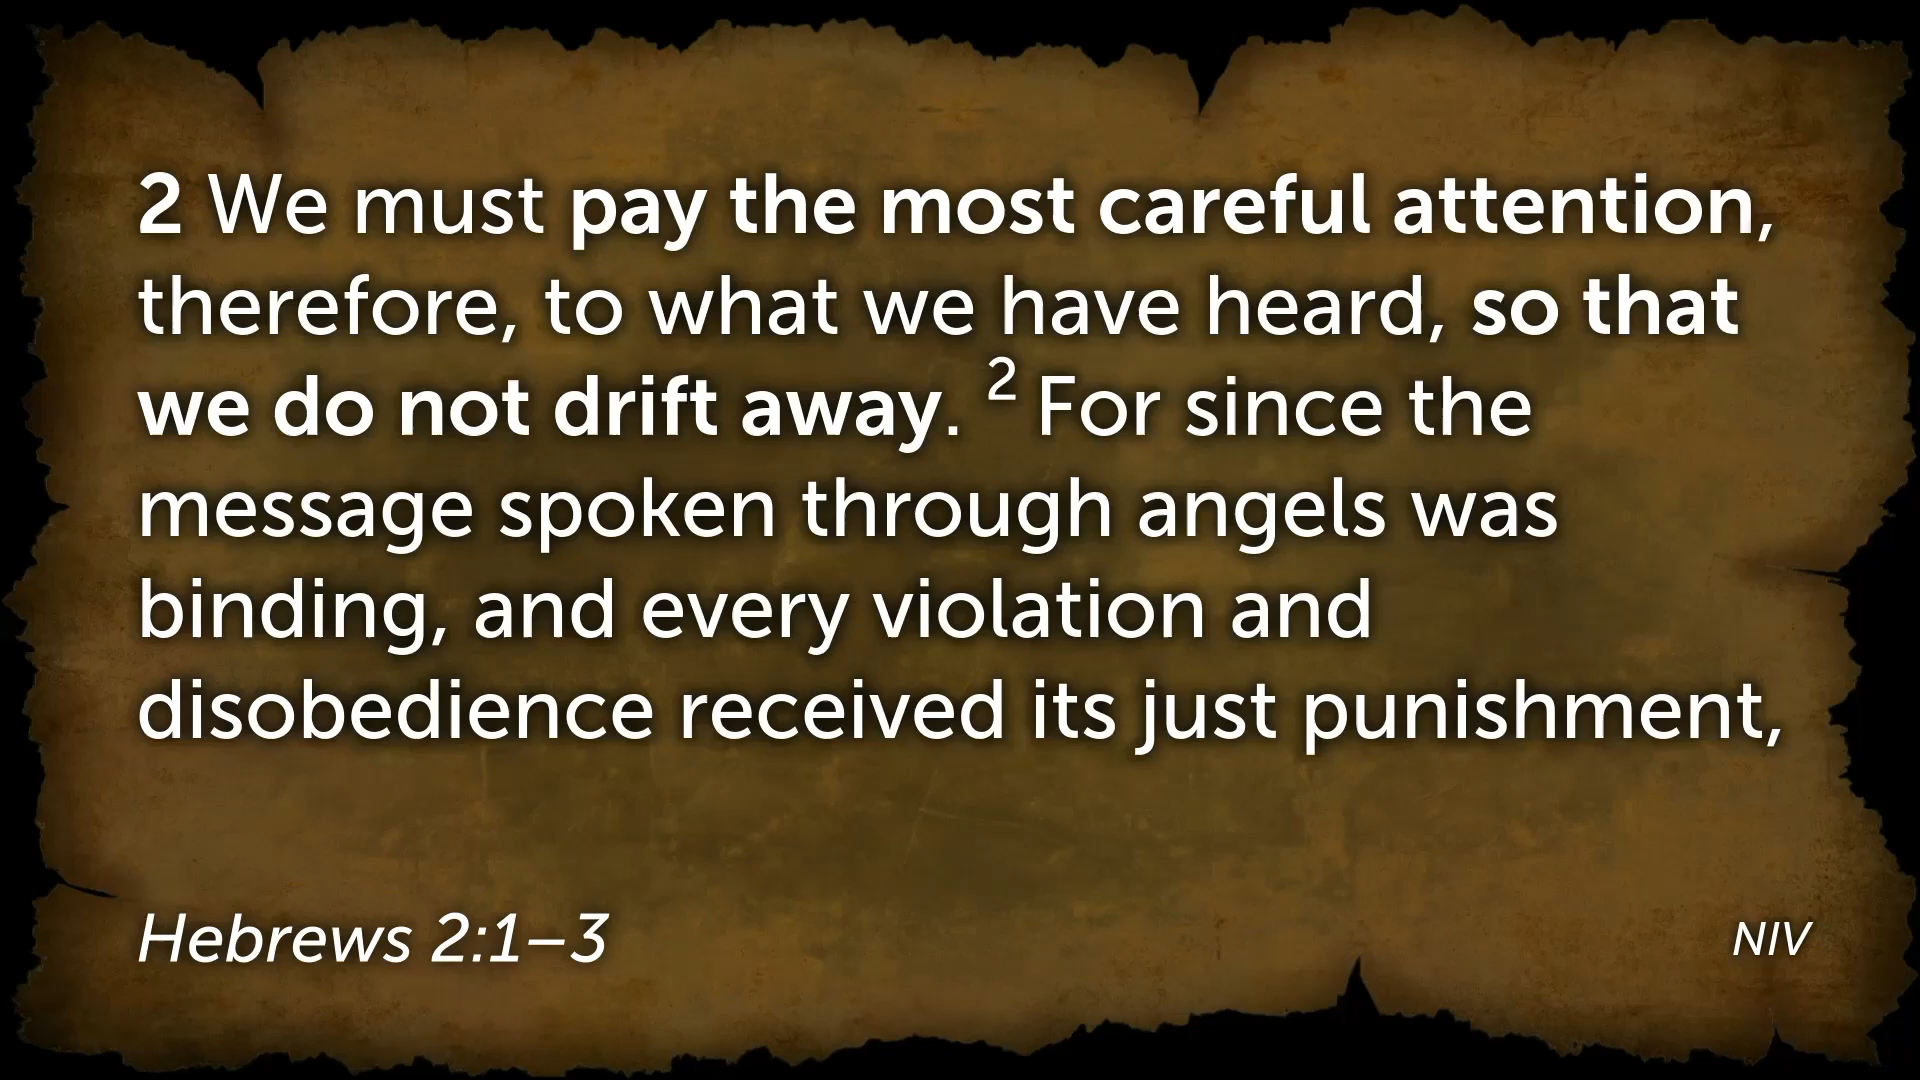 2 We must pay the most careful attention,
therefore, to what we have heard, so that
we do not drift away. 2 For since the
message spoken through angels was
binding, and every violation and
disobedience received its just punishment,
Hebrews 2:1–3
NIV